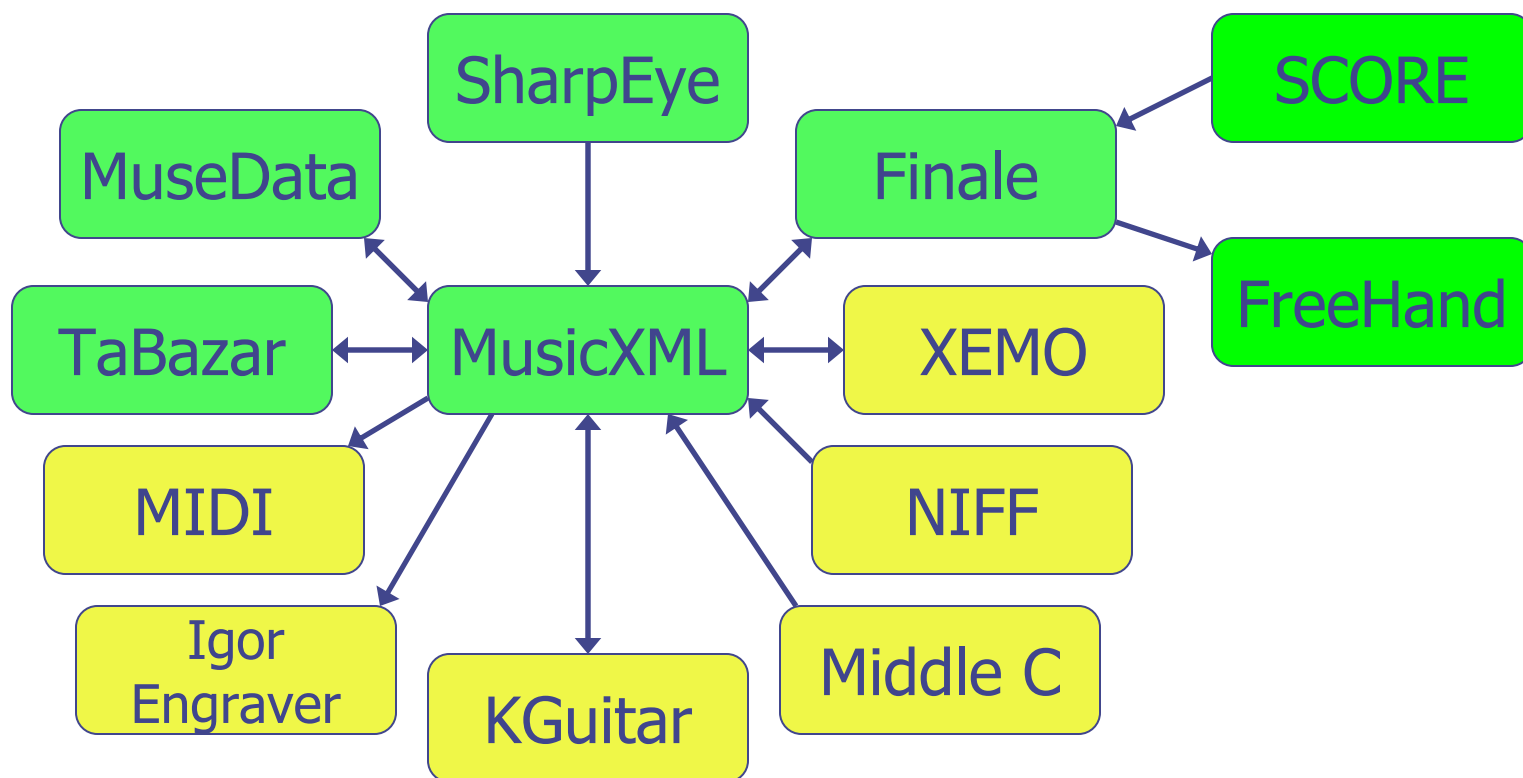 SharpEye
SCORE
MuseData
Finale
FreeHand
TaBazar
MusicXML
XEMO
MIDI
NIFF
Igor
Engraver
KGuitar
Middle C